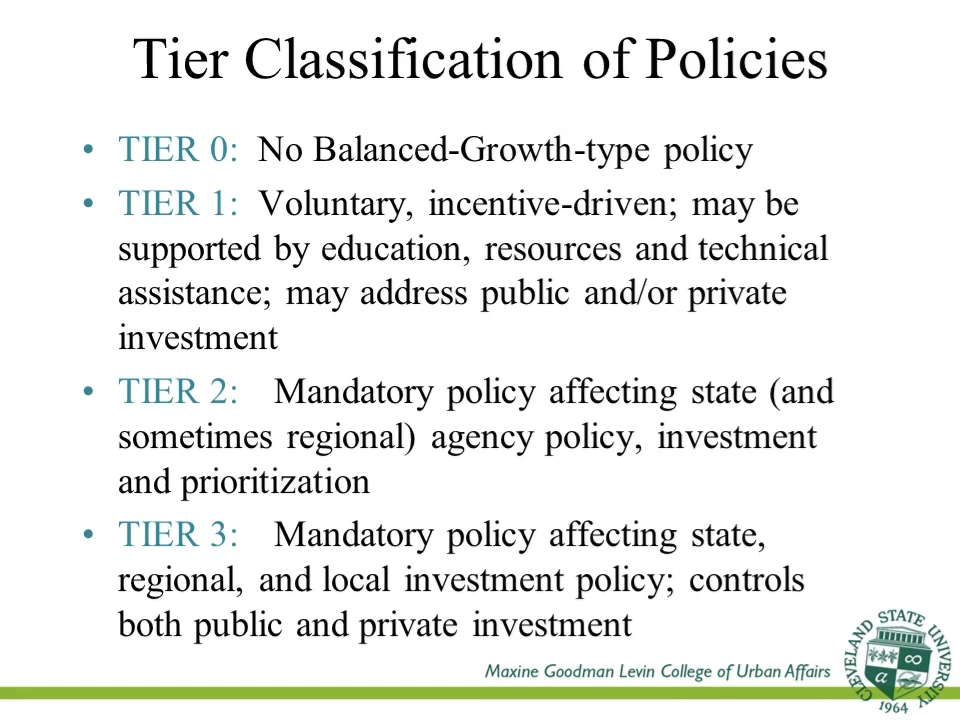 Tier Classification of Policies
• TIER 0: No Balanced-Growth-type policy
• TIER 1: Voluntary, incentive-driven; may be
supported by education, resources and technical
assistance; may address public and/or private
investment
• TIER 2: Mandatory policy affecting state (and
sometimes regional) agency policy, investment
and prioritization
• TIER 3: Mandatory policy affecting state,
regional, and local investment policy; controls
both public and private investment
Maxine Goodman Levin College of Urban Affairs
CLEVELAND STATE UNIVERSITY
1964